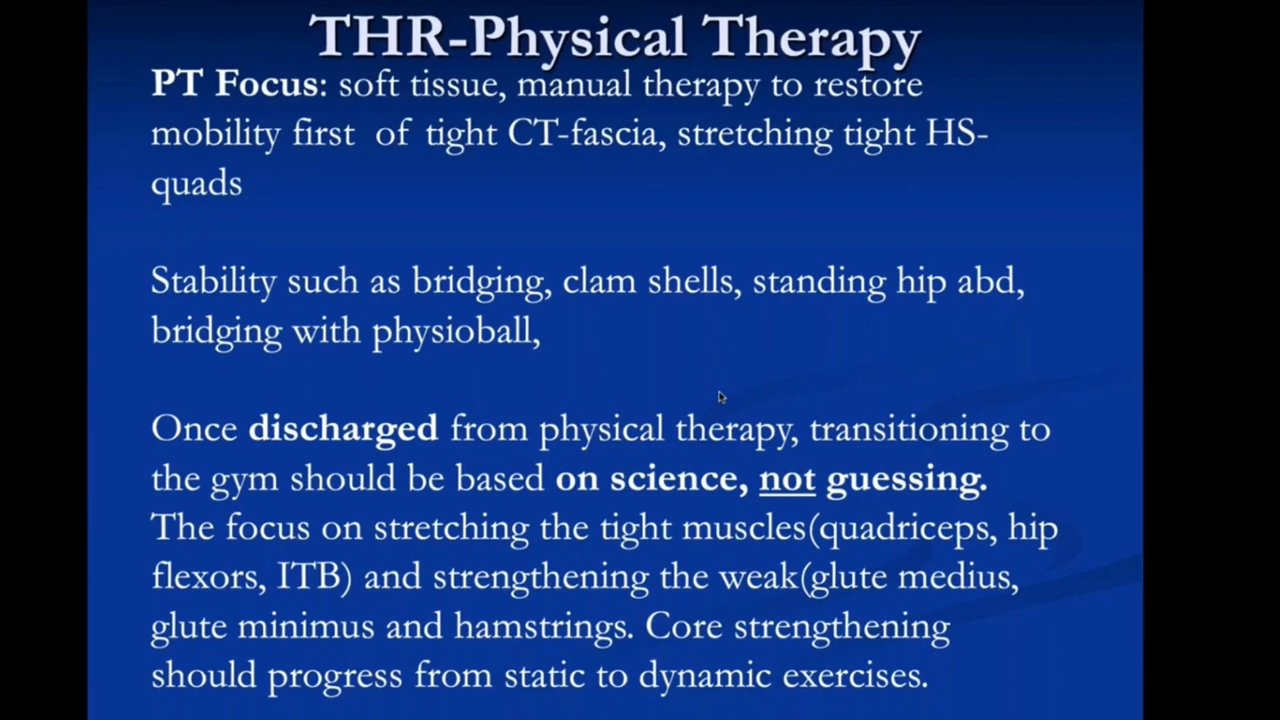 THR-Physical Therapy
PT Focus: soft tissue, manual therapy to restore
mobility first of tight CT-fascia, stretching tight HS-
quads
Stability such as bridging, clam shells, standing hip abd,
bridging with physioball,
Once discharged from physical therapy, transitioning to
the gym should be based on science, not guessing.
The focus on stretching the tight muscles(quadriceps, hip
flexors, ITB) and strengthening the weak(glute medius,
glute minimus and hamstrings. Core strengthening
should progress from static to dynamic exercises.